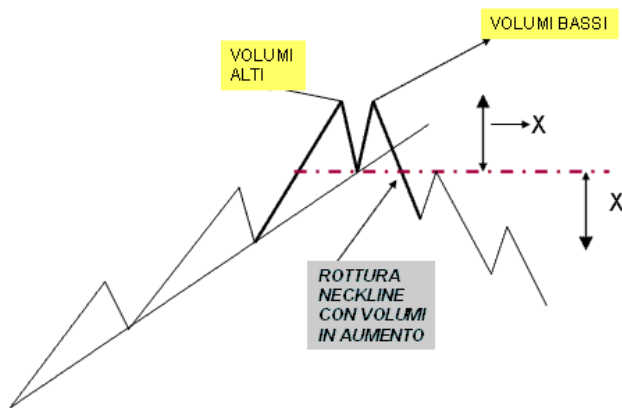 VOLUMI
ALTI
VOLUMI BASSI
X
X
ROTTURA
NECKLINE
CON VOLUMI
IN AUMENTO